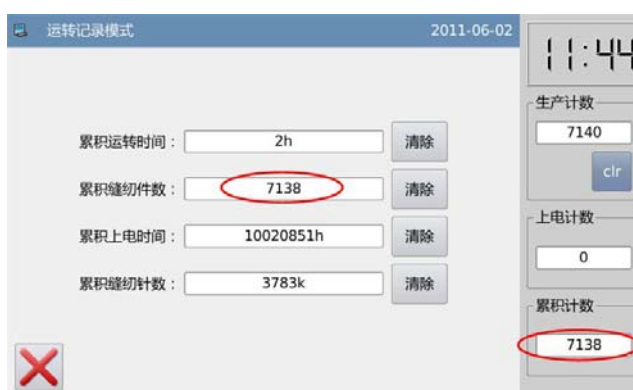 运转记录模式 2011-06-02
11:44
生产计数
7140
clr
累积运转时间： 2h 清除
累积缝纫件数： 7138 清除
上电计数
0
累积上电时间： 10020851h 清除
累积缝纫针数： 3783k 清除
累积计数
7138